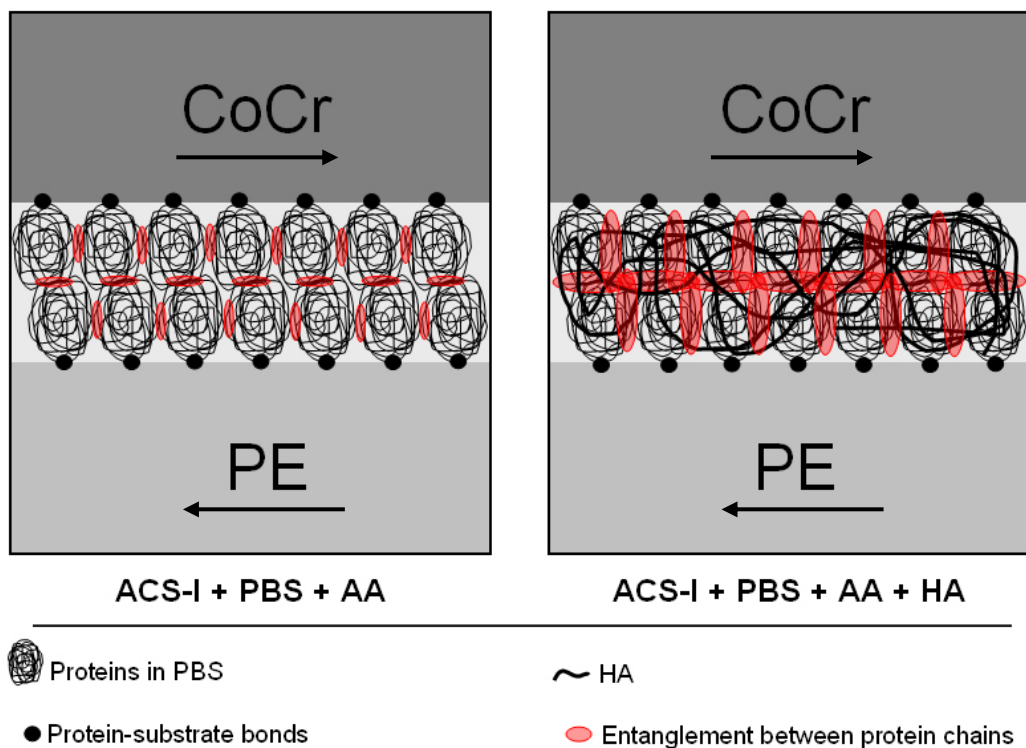 CoCr
PE
ACS-I + PBS + AA
CoCr
PE
ACS-I + PBS + AA + HA
Proteins in PBS
HA
Protein-substrate bonds
Entanglement between protein chains